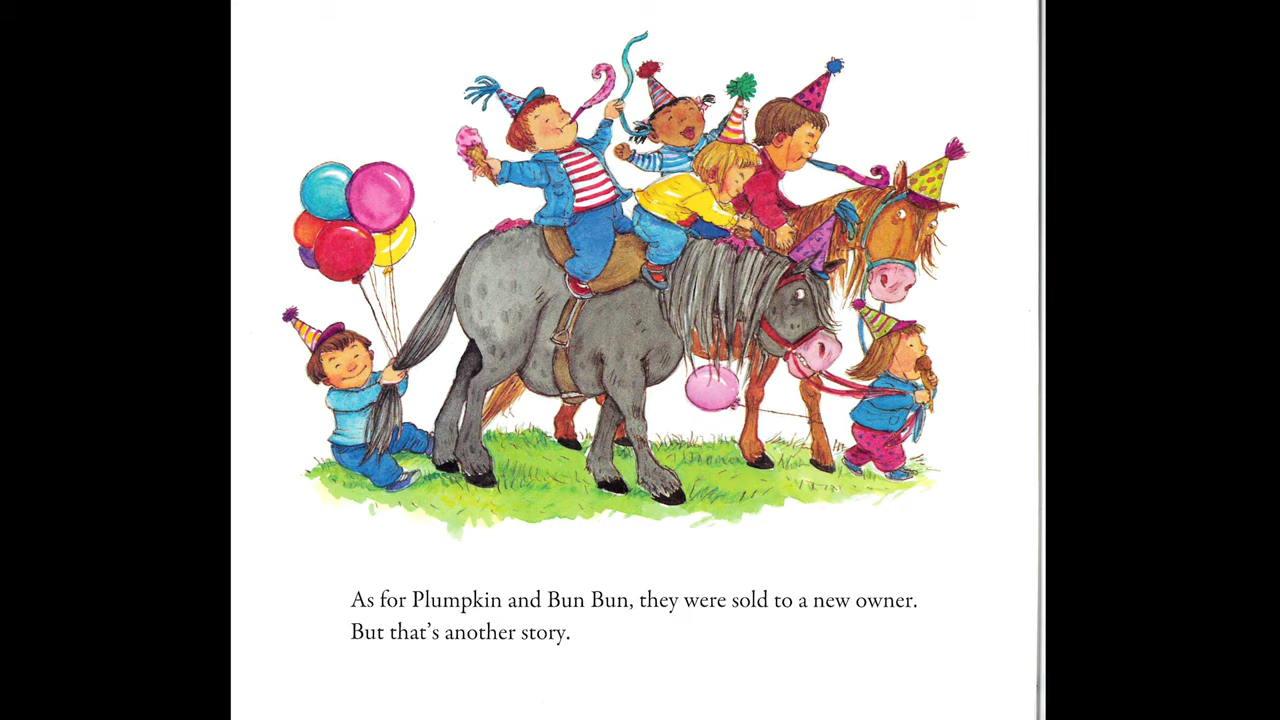 As for Plumpkin and Bun Bun, they were sold to a new owner.
But that’s another story.